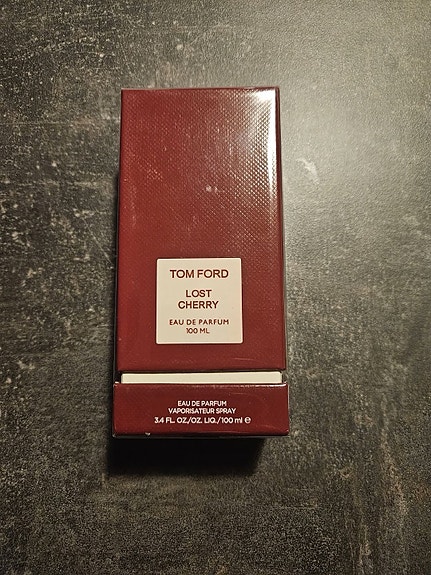 TOM FORD
LOST
CHERRY
EAU DE PARFUM
100 ML
EAU DE PARFUM
VAPORISATEUR SPRAY
3.4 FL. OZ./OZ. LIQ./100 ml ℮